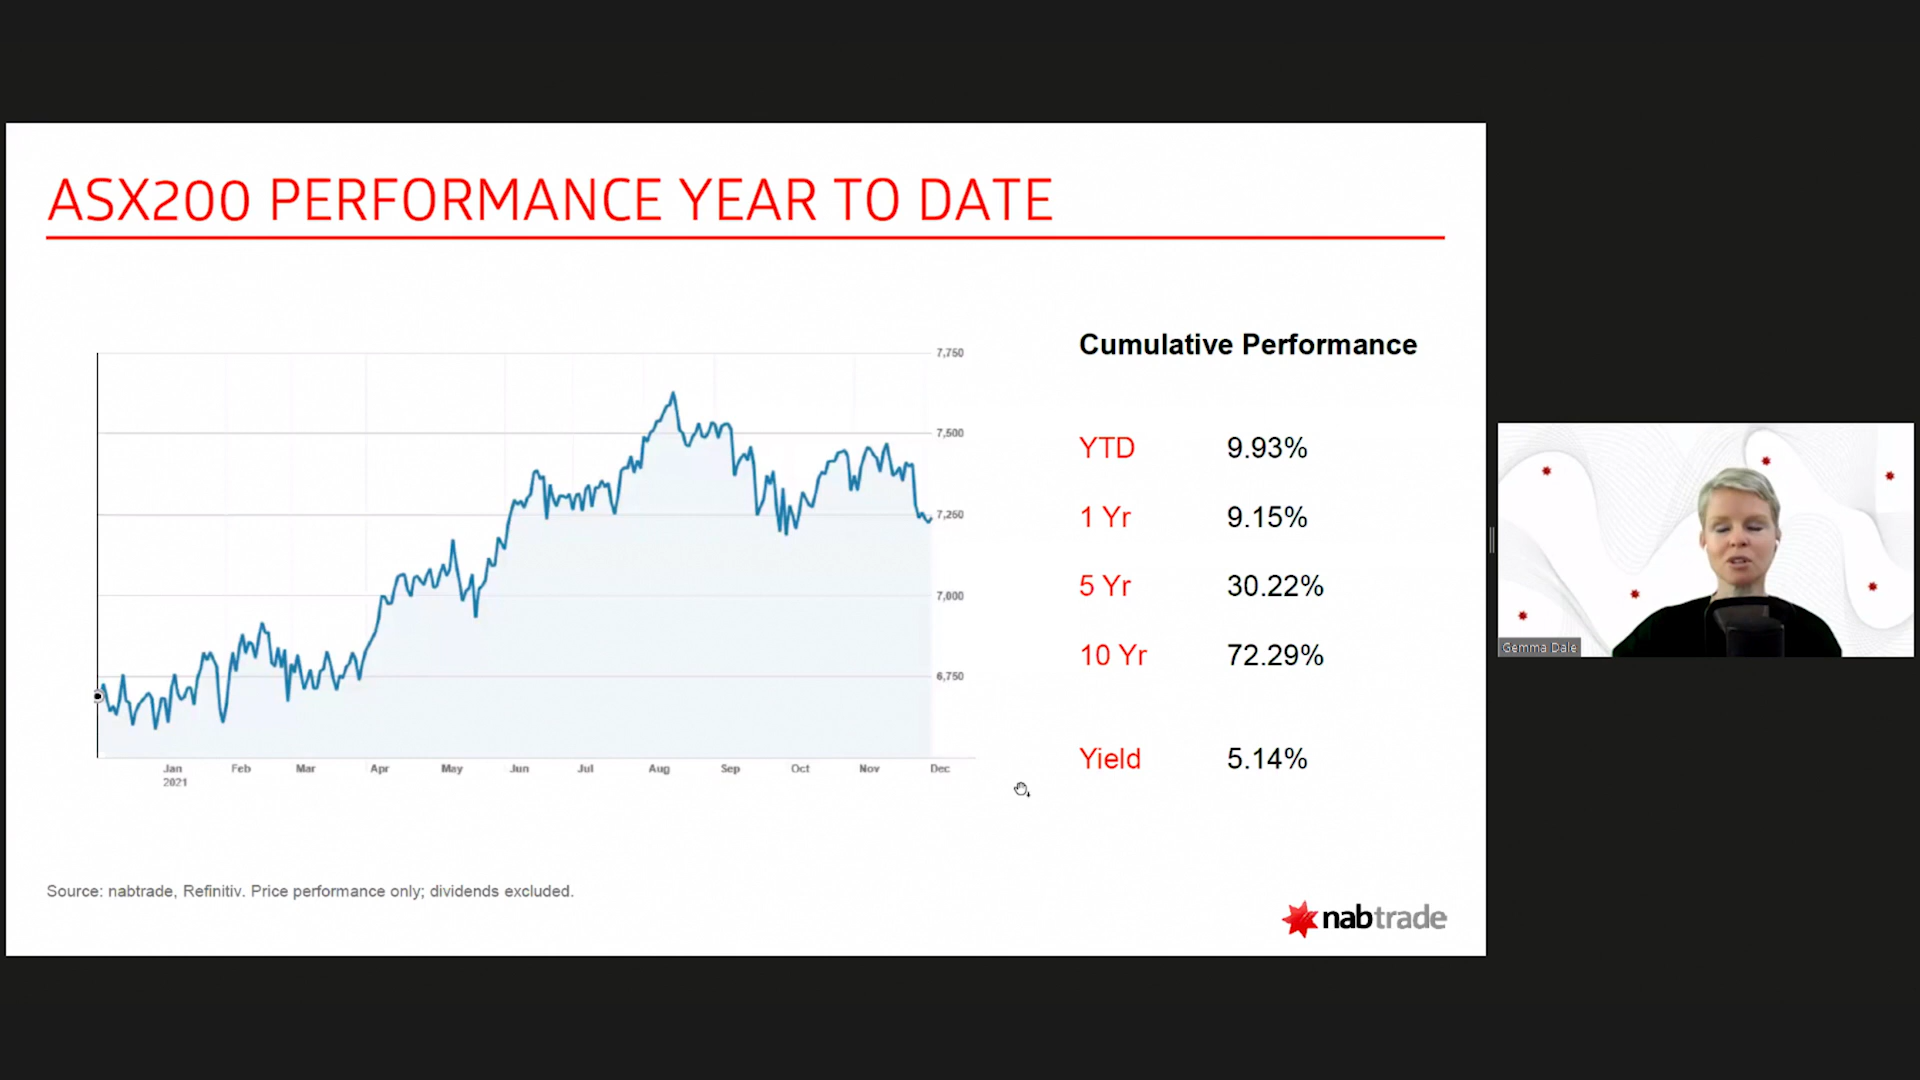 ASX200 PERFORMANCE YEAR TO DATE
Cumulative Performance
YTD 9.93%
1 Yr 9.15%
5 Yr 30.22%
10 Yr 72.29%
Yield 5.14%
7,750
7,500
7,250
7,000
6,750
Jan Feb Mar Apr May Jun Jul Aug Sep Oct Nov Dec
2021
Source: nabtrade, Refinitiv. Price performance only; dividends excluded.
nabtrade
Gemma Dale